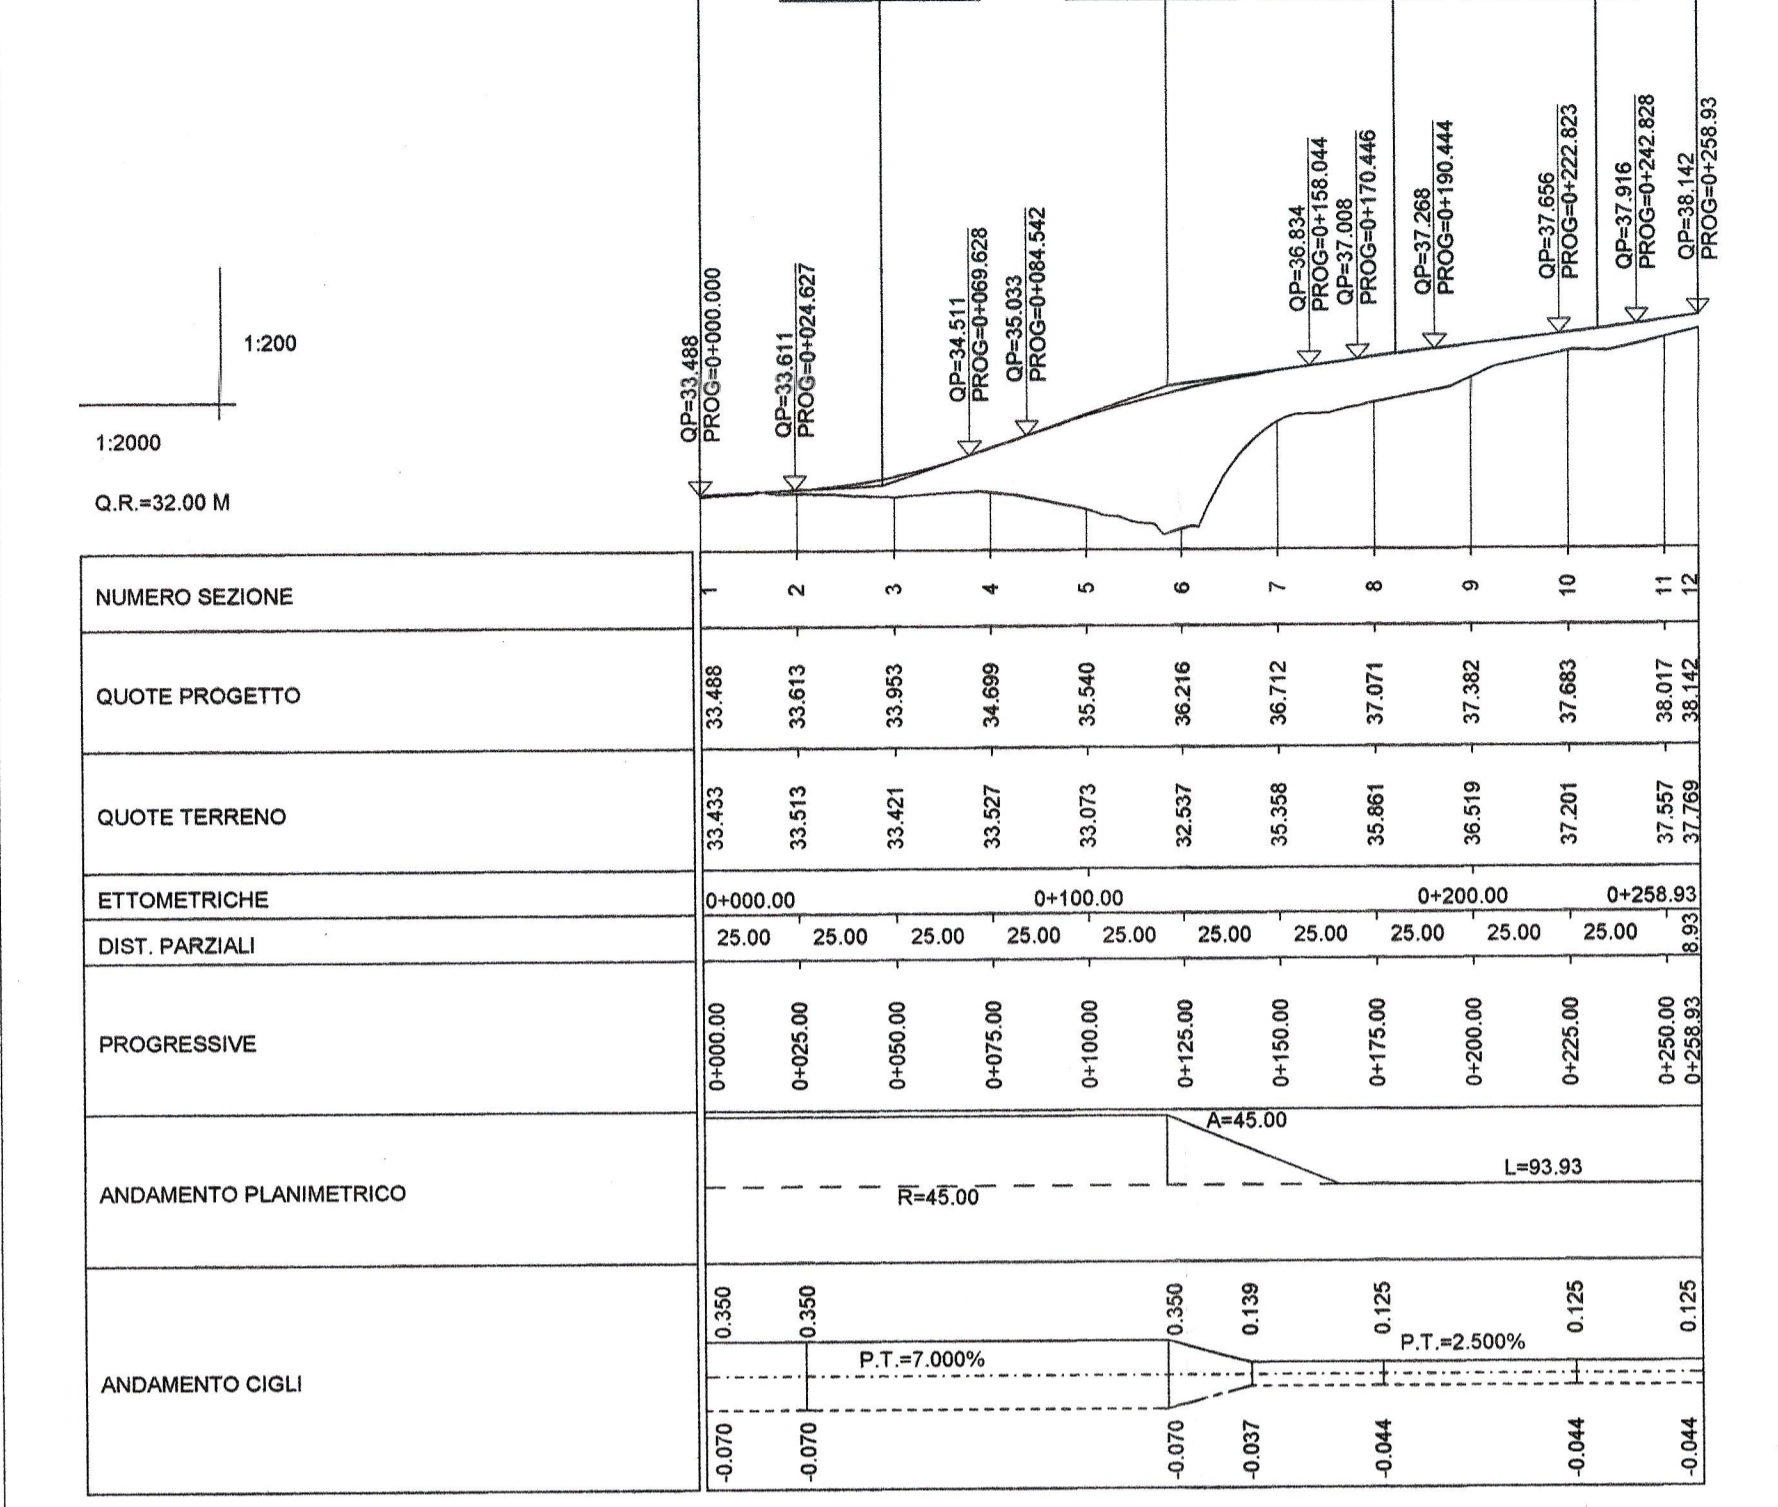 QP=33.488
PROG=0+000.000
QP=33.611
PROG=0+024.627
QP=34.511
PROG=0+069.628
QP=35.033
PROG=0+084.542
QP=36.834
PROG=0+158.044
QP=37.008
PROG=0+170.446
QP=37.268
PROG=0+190.444
QP=37.656
PROG=0+222.823
QP=37.916
PROG=0+242.828
QP=38.142
PROG=0+258.93
1:200
1:2000
Q.R.=32.00 M
NUMERO SEZIONE 1 2 3 4 5 6 7 8 9 10 11 12
QUOTE PROGETTO 33.488 33.613 33.953 34.699 35.540 36.216 36.712 37.071 37.382 37.683 38.017 38.142
QUOTE TERRENO 33.433 33.513 33.421 33.527 33.073 32.537 35.358 35.861 36.519 37.201 37.557 37.769
ETTOMETRICHE 0+000.00 0+100.00 0+200.00 0+258.93
DIST. PARZIALI 25.00 25.00 25.00 25.00 25.00 25.00 25.00 25.00 25.00 25.00 8.93
PROGRESSIVE 0+000.00 0+025.00 0+050.00 0+075.00 0+100.00 0+125.00 0+150.00 0+175.00 0+200.00 0+225.00 0+250.00 0+258.93
A=45.00
L=93.93
ANDAMENTO PLANIMETRICO R=45.00
0.350 0.350 0.350 0.139 0.125 0.125 0.125
P.T.=7.000% P.T.=2.500%
ANDAMENTO CIGLI
-0.070 -0.070 -0.070 -0.037 -0.044 -0.044 -0.044